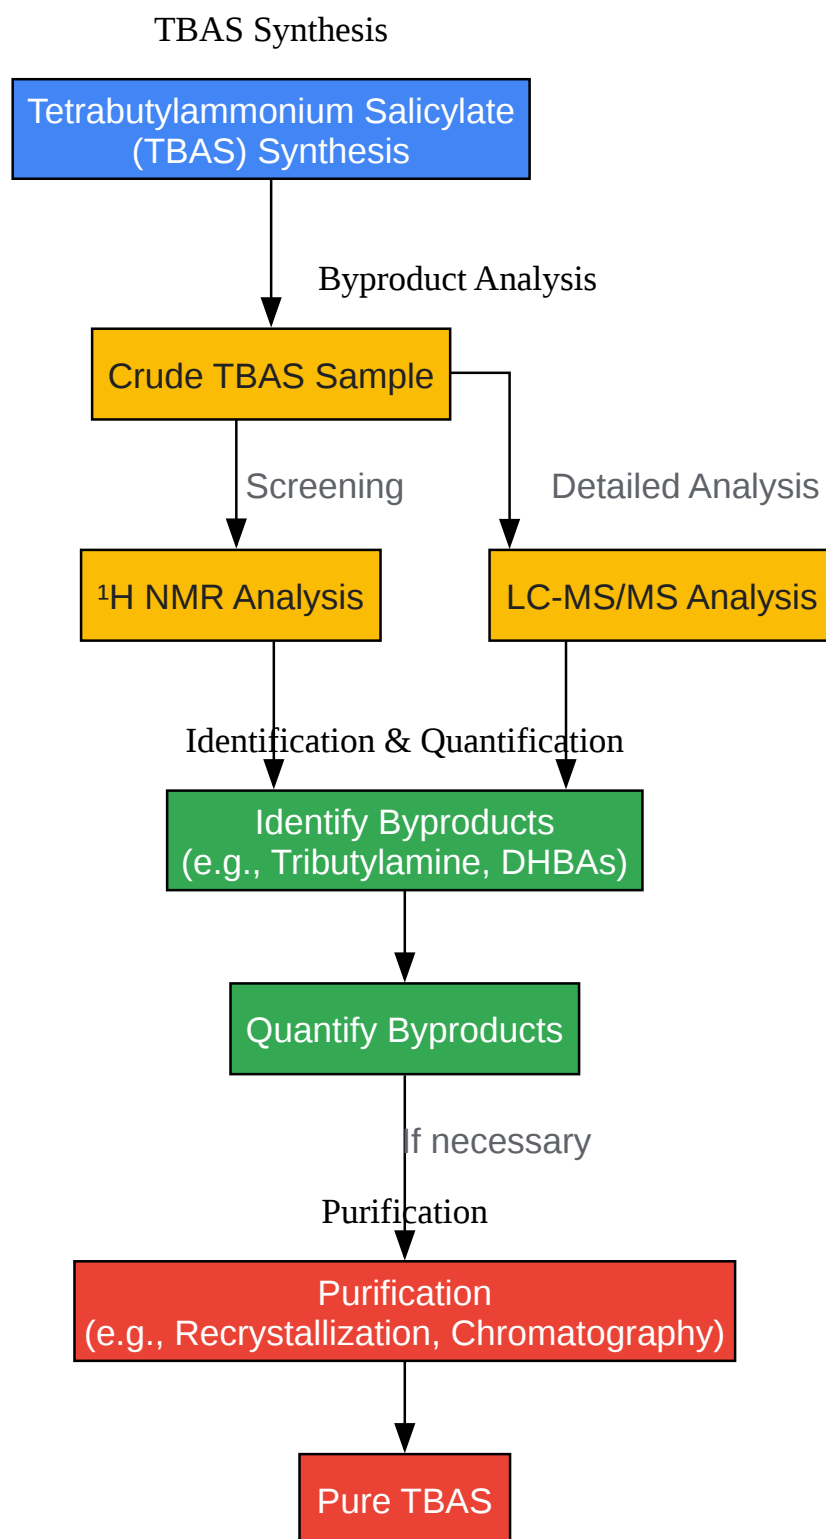 TBAS Synthesis
Tetrabutylammonium Salicylate
(TBAS) Synthesis
Byproduct Analysis
Crude TBAS Sample
Screening
Detailed Analysis
¹H NMR Analysis
LC-MS/MS Analysis
Identification & Quantification
Identify Byproducts
(e.g., Tributylamine, DHBAs)
Quantify Byproducts
If necessary
Purification
Purification
(e.g., Recrystallization, Chromatography)
Pure TBAS